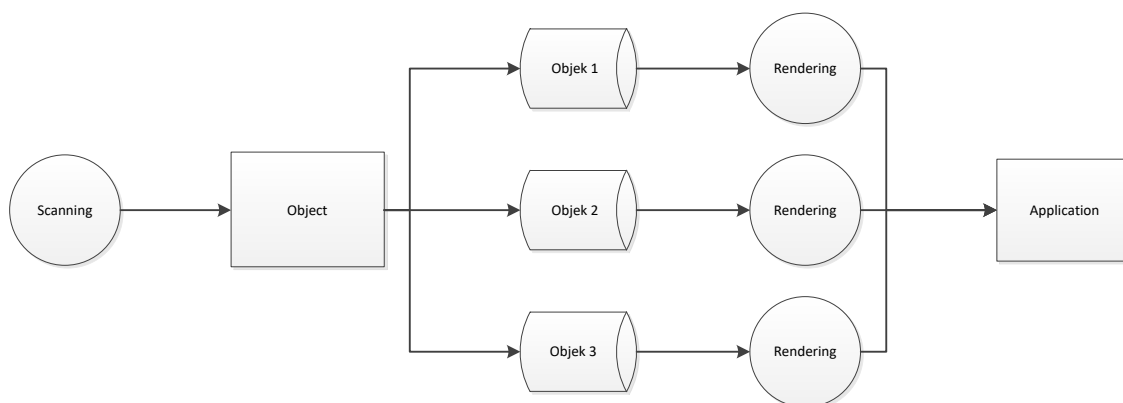 Scanning
Object
Objek 1
Rendering
Objek 2
Rendering
Objek 3
Rendering
Application